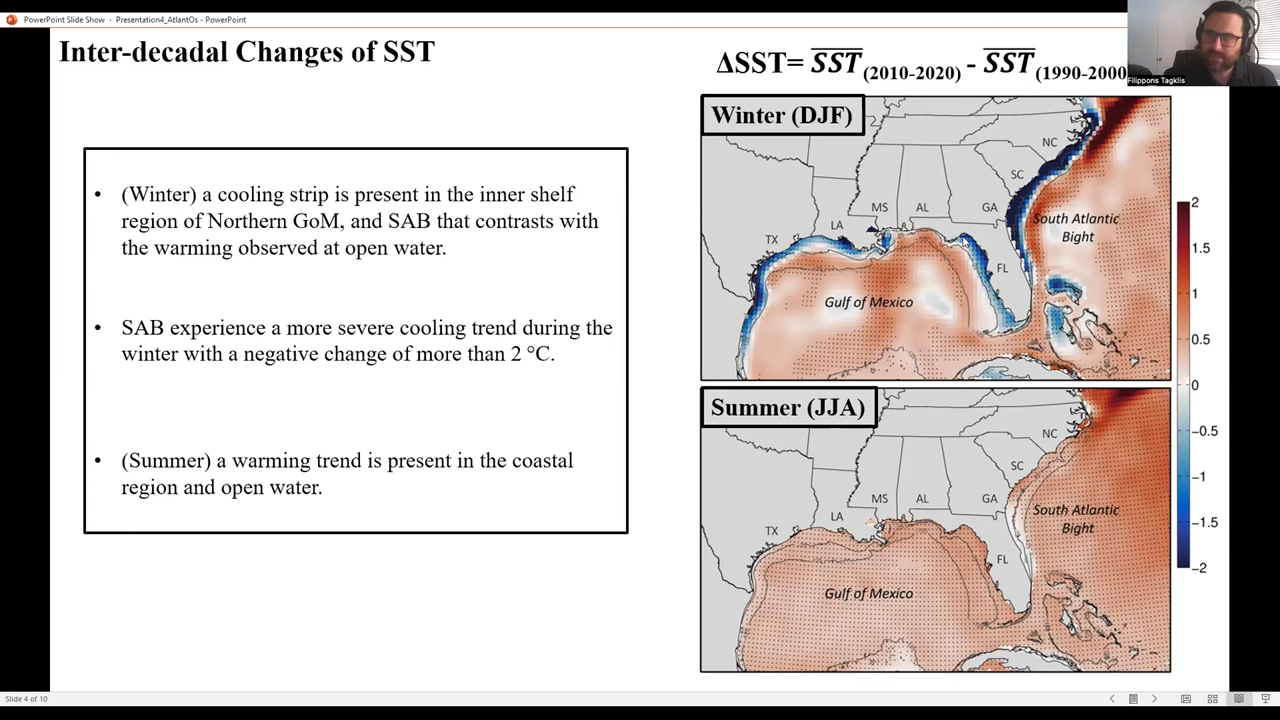 PowerPoint Slide Show - Presentation4_AtlantOs - PowerPoint
Inter-decadal Changes of SST
ΔSST= SST(2010-2020) - SST(1990-2000
Filippons Tagklis
• (Winter) a cooling strip is present in the inner shelf
region of Northern GoM, and SAB that contrasts with
the warming observed at open water.
• SAB experience a more severe cooling trend during the
winter with a negative change of more than 2 °C.
• (Summer) a warming trend is present in the coastal
region and open water.
Winter (DJF)
NC
SC
MS AL GA
LA
TX
FL
South Atlantic
Bight
Gulf of Mexico
Summer (JJA)
NC
SC
MS AL GA
LA
TX
FL
South Atlantic
Bight
Gulf of Mexico
2
1.5
1
0.5
0
−0.5
−1
−1.5
−2
Slide 4 of 10